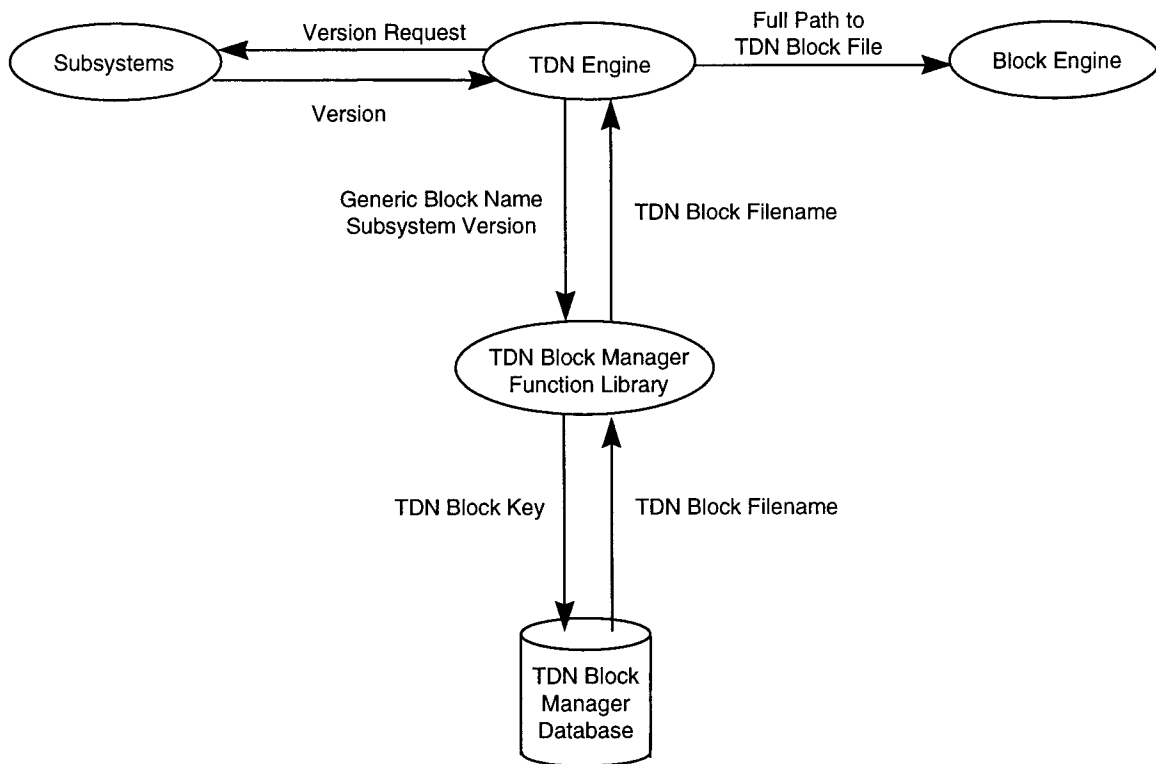 Version Request
Full Path to
TDN Block File
Subsystems
TDN Engine
Block Engine
Version
Generic Block Name
Subsystem Version
TDN Block Filename
TDN Block Manager
Function Library
TDN Block Key
TDN Block Filename
TDN Block
Manager
Database